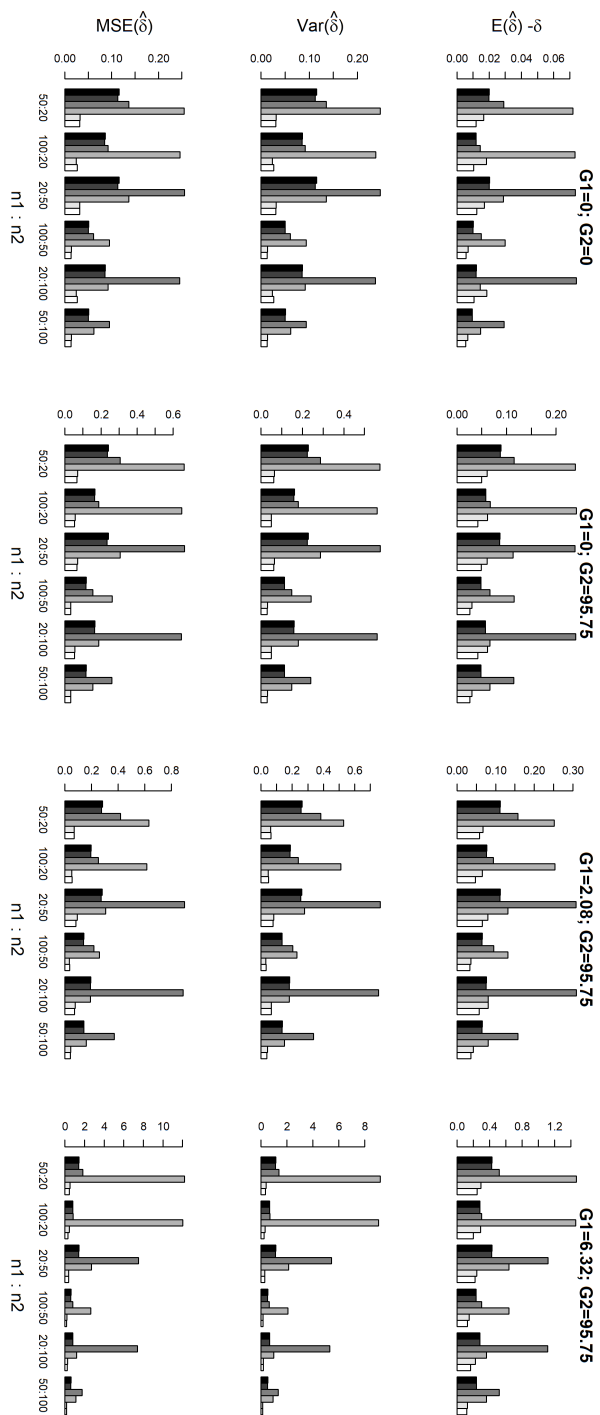 G1=0; G2=0
G1=0; G2=95.75
G1=2.08; G2=95.75
G1=6.32; G2=95.75
E(δ̂) -δ
0.00 0.02 0.04 0.06
0.00 0.10 0.20
0.00 0.10 0.20 0.30
0.0 0.4 0.8 1.2
Var(δ̂)
0.00 0.10 0.20
0.0 0.2 0.4
0.0 0.2 0.4 0.6
0 2 4 6 8
MSE(δ̂)
0.00 0.10 0.20
0.0 0.2 0.4 0.6
0.0 0.2 0.4 0.6 0.8
0 2 4 6 8 10
50:20 100:20 20:50 100:50 20:100 50:100
50:20 100:20 20:50 100:50 20:100 50:100
50:20 100:20 20:50 100:50 20:100 50:100
50:20 100:20 20:50 100:50 20:100 50:100
n1 : n2
n1 : n2
n1 : n2
n1 : n2